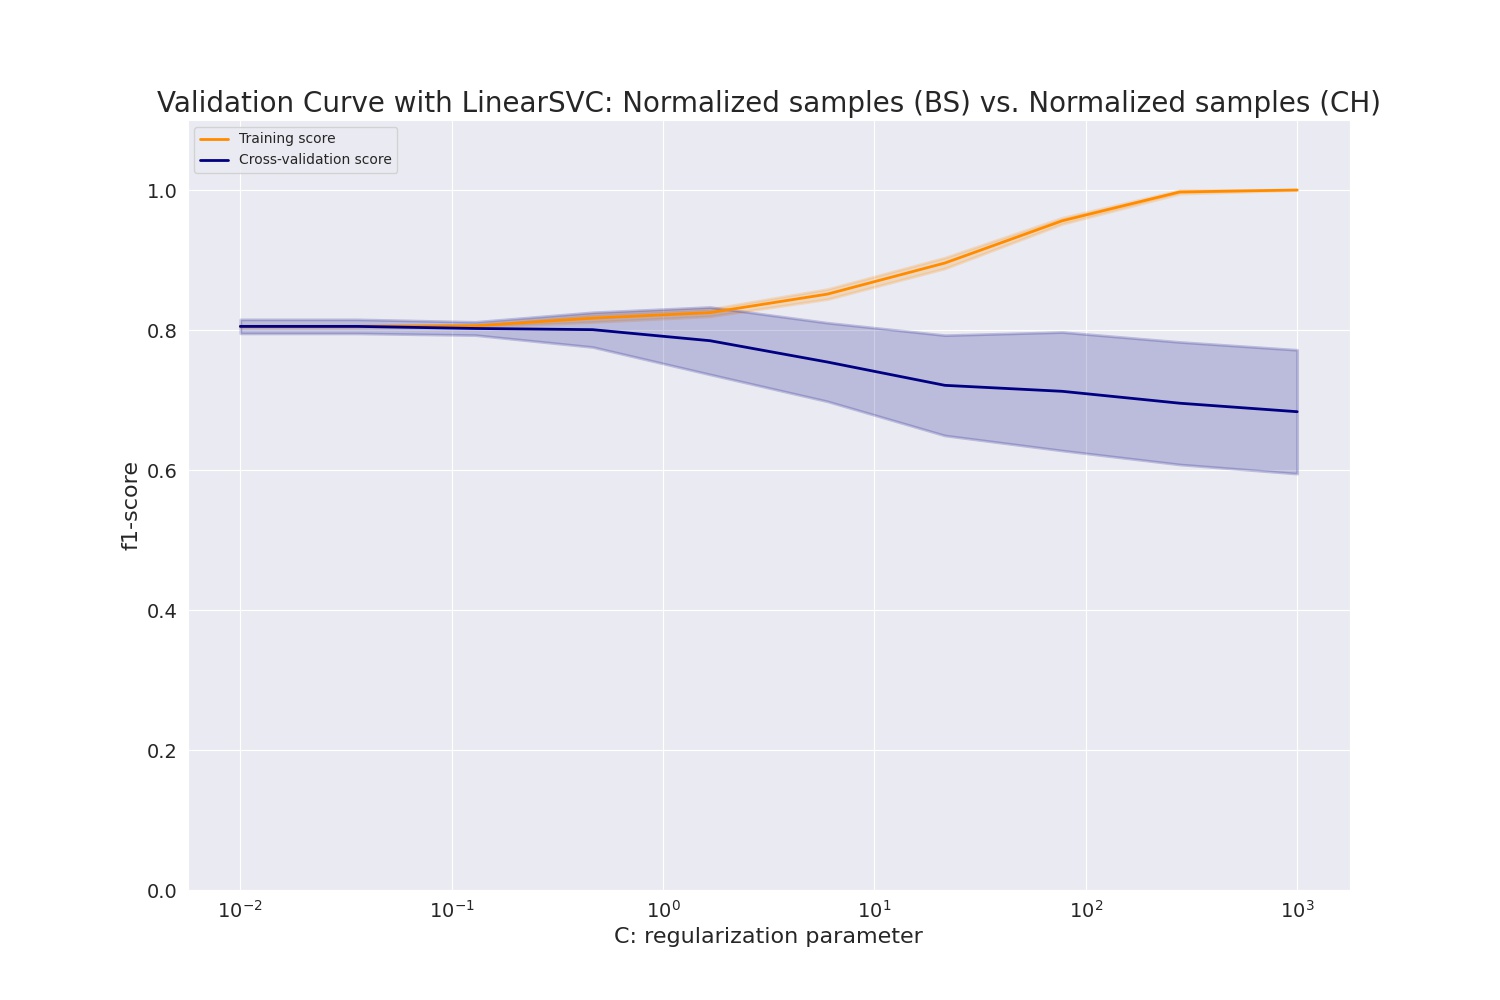 Validation Curve with LinearSVC: Normalized samples (BS) vs. Normalized samples (CH)
Training score
Cross-validation score
1.0
0.8
0.6
0.4
0.2
0.0
f1-score
10⁻² 10⁻¹ 10⁰ 10¹ 10² 10³
C: regularization parameter